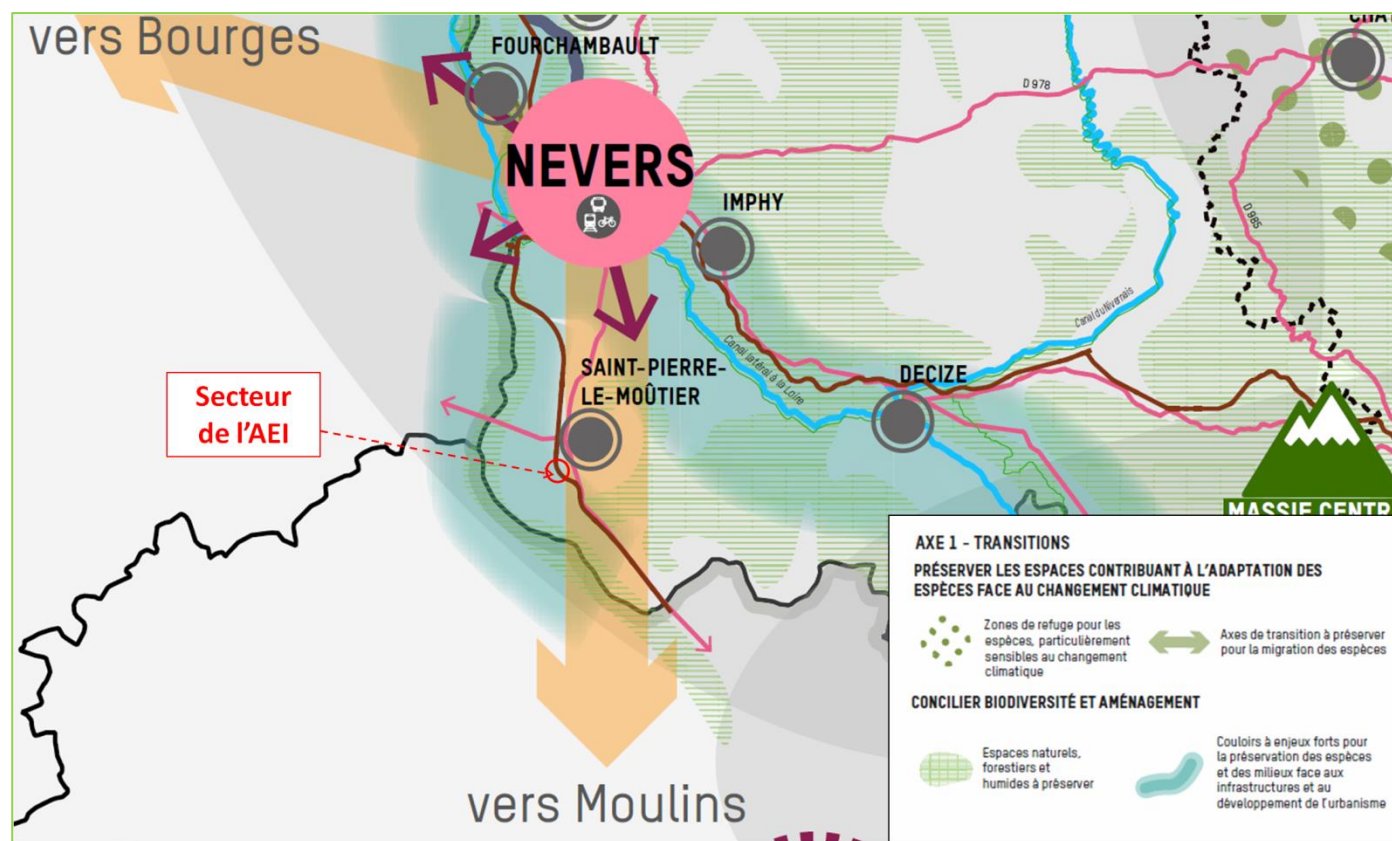 vers Bourges
FOURCHAMBAULT
NEVERS
IMPHY
D 978
D 985
Canal du Nivernais
Canal latéral à la Loire
DECIZE
SAINT-PIERRE-
LE-MOÛTIER
Secteur
de l'AEI
MASSIF CENTR
vers Moulins
AXE 1 - TRANSITIONS
PRÉSERVER LES ESPACES CONTRIBUANT À L'ADAPTATION DES
ESPÈCES FACE AU CHANGEMENT CLIMATIQUE
Zones de refuge pour les
espèces, particulièrement
sensibles au changement
climatique
Axes de transition à préserver
pour la migration des espèces
CONCILIER BIODIVERSITÉ ET AMÉNAGEMENT
Espaces naturels,
forestiers et
humides à préserver
Couloirs à enjeux forts pour
la préservation des espèces
et des milieux face aux
infrastructures et au
développement de l'urbanisme